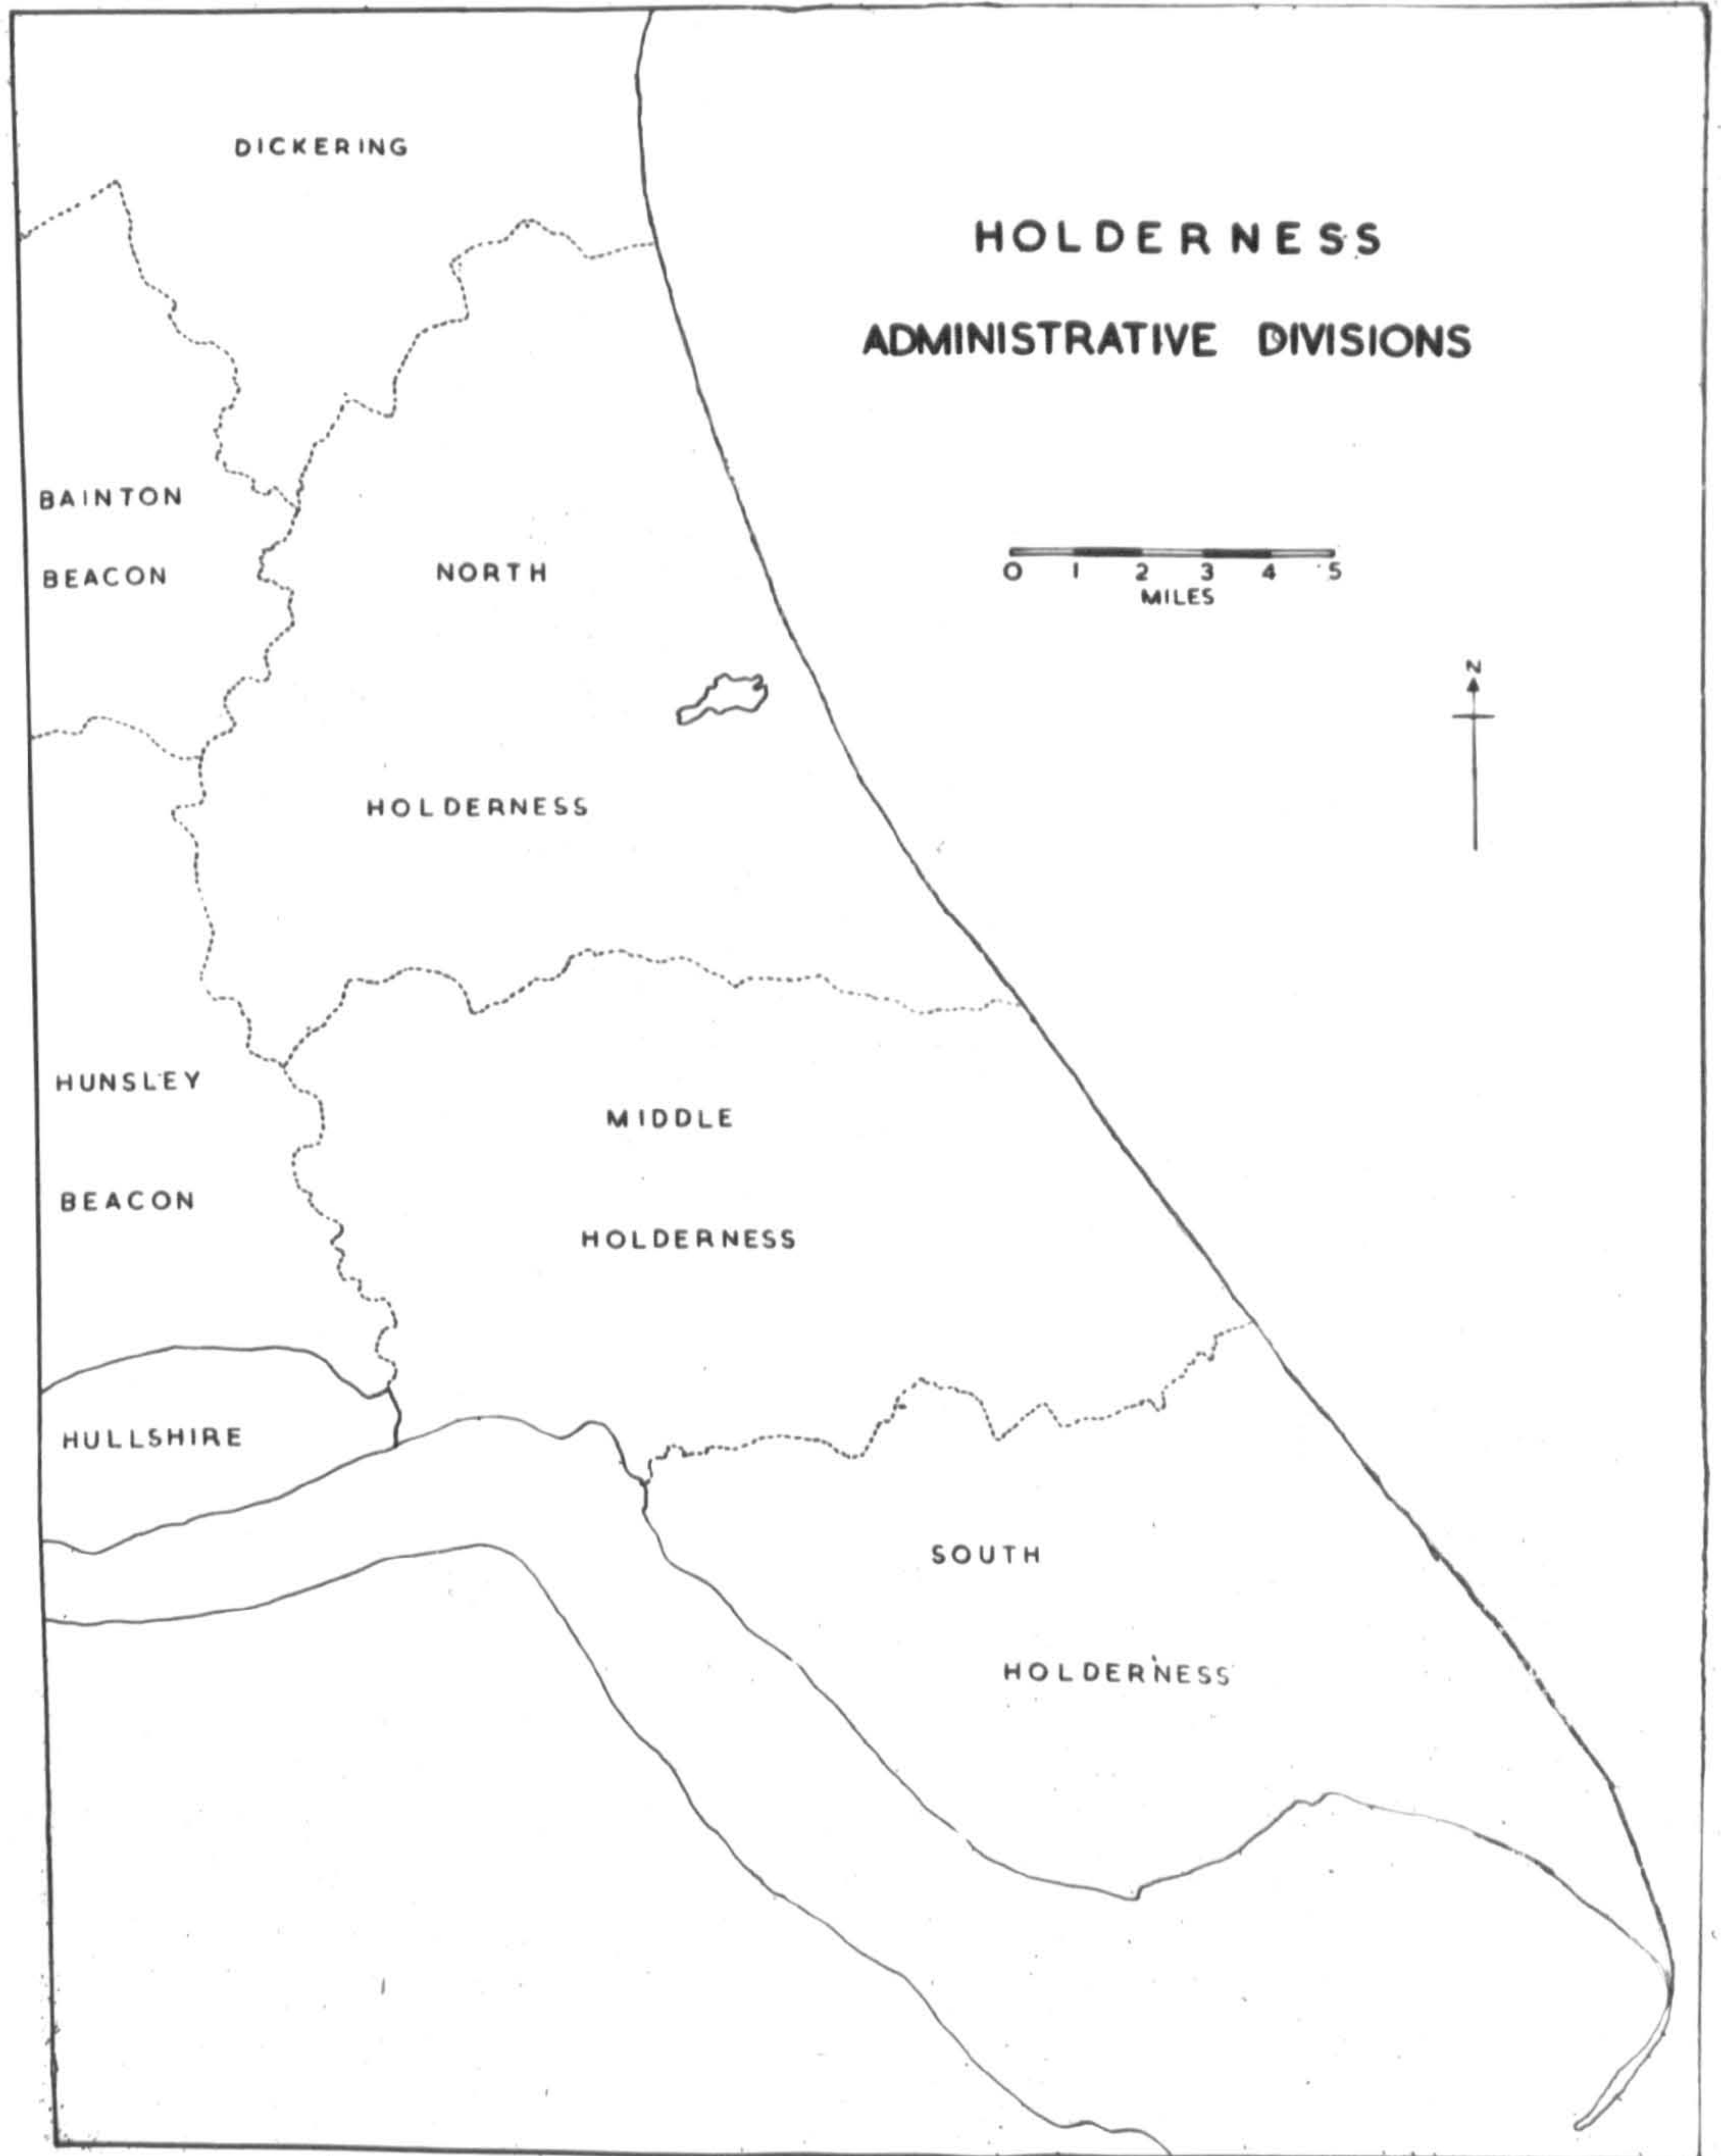 DICKERING
HOLDERNESS
ADMINISTRATIVE DIVISIONS
BAINTON
BEACON
NORTH
HOLDERNESS
0 1 2 3 4 5
MILES
N
HUNSLEY
BEACON
MIDDLE
HOLDERNESS
HULLSHIRE
SOUTH
HOLDERNESS